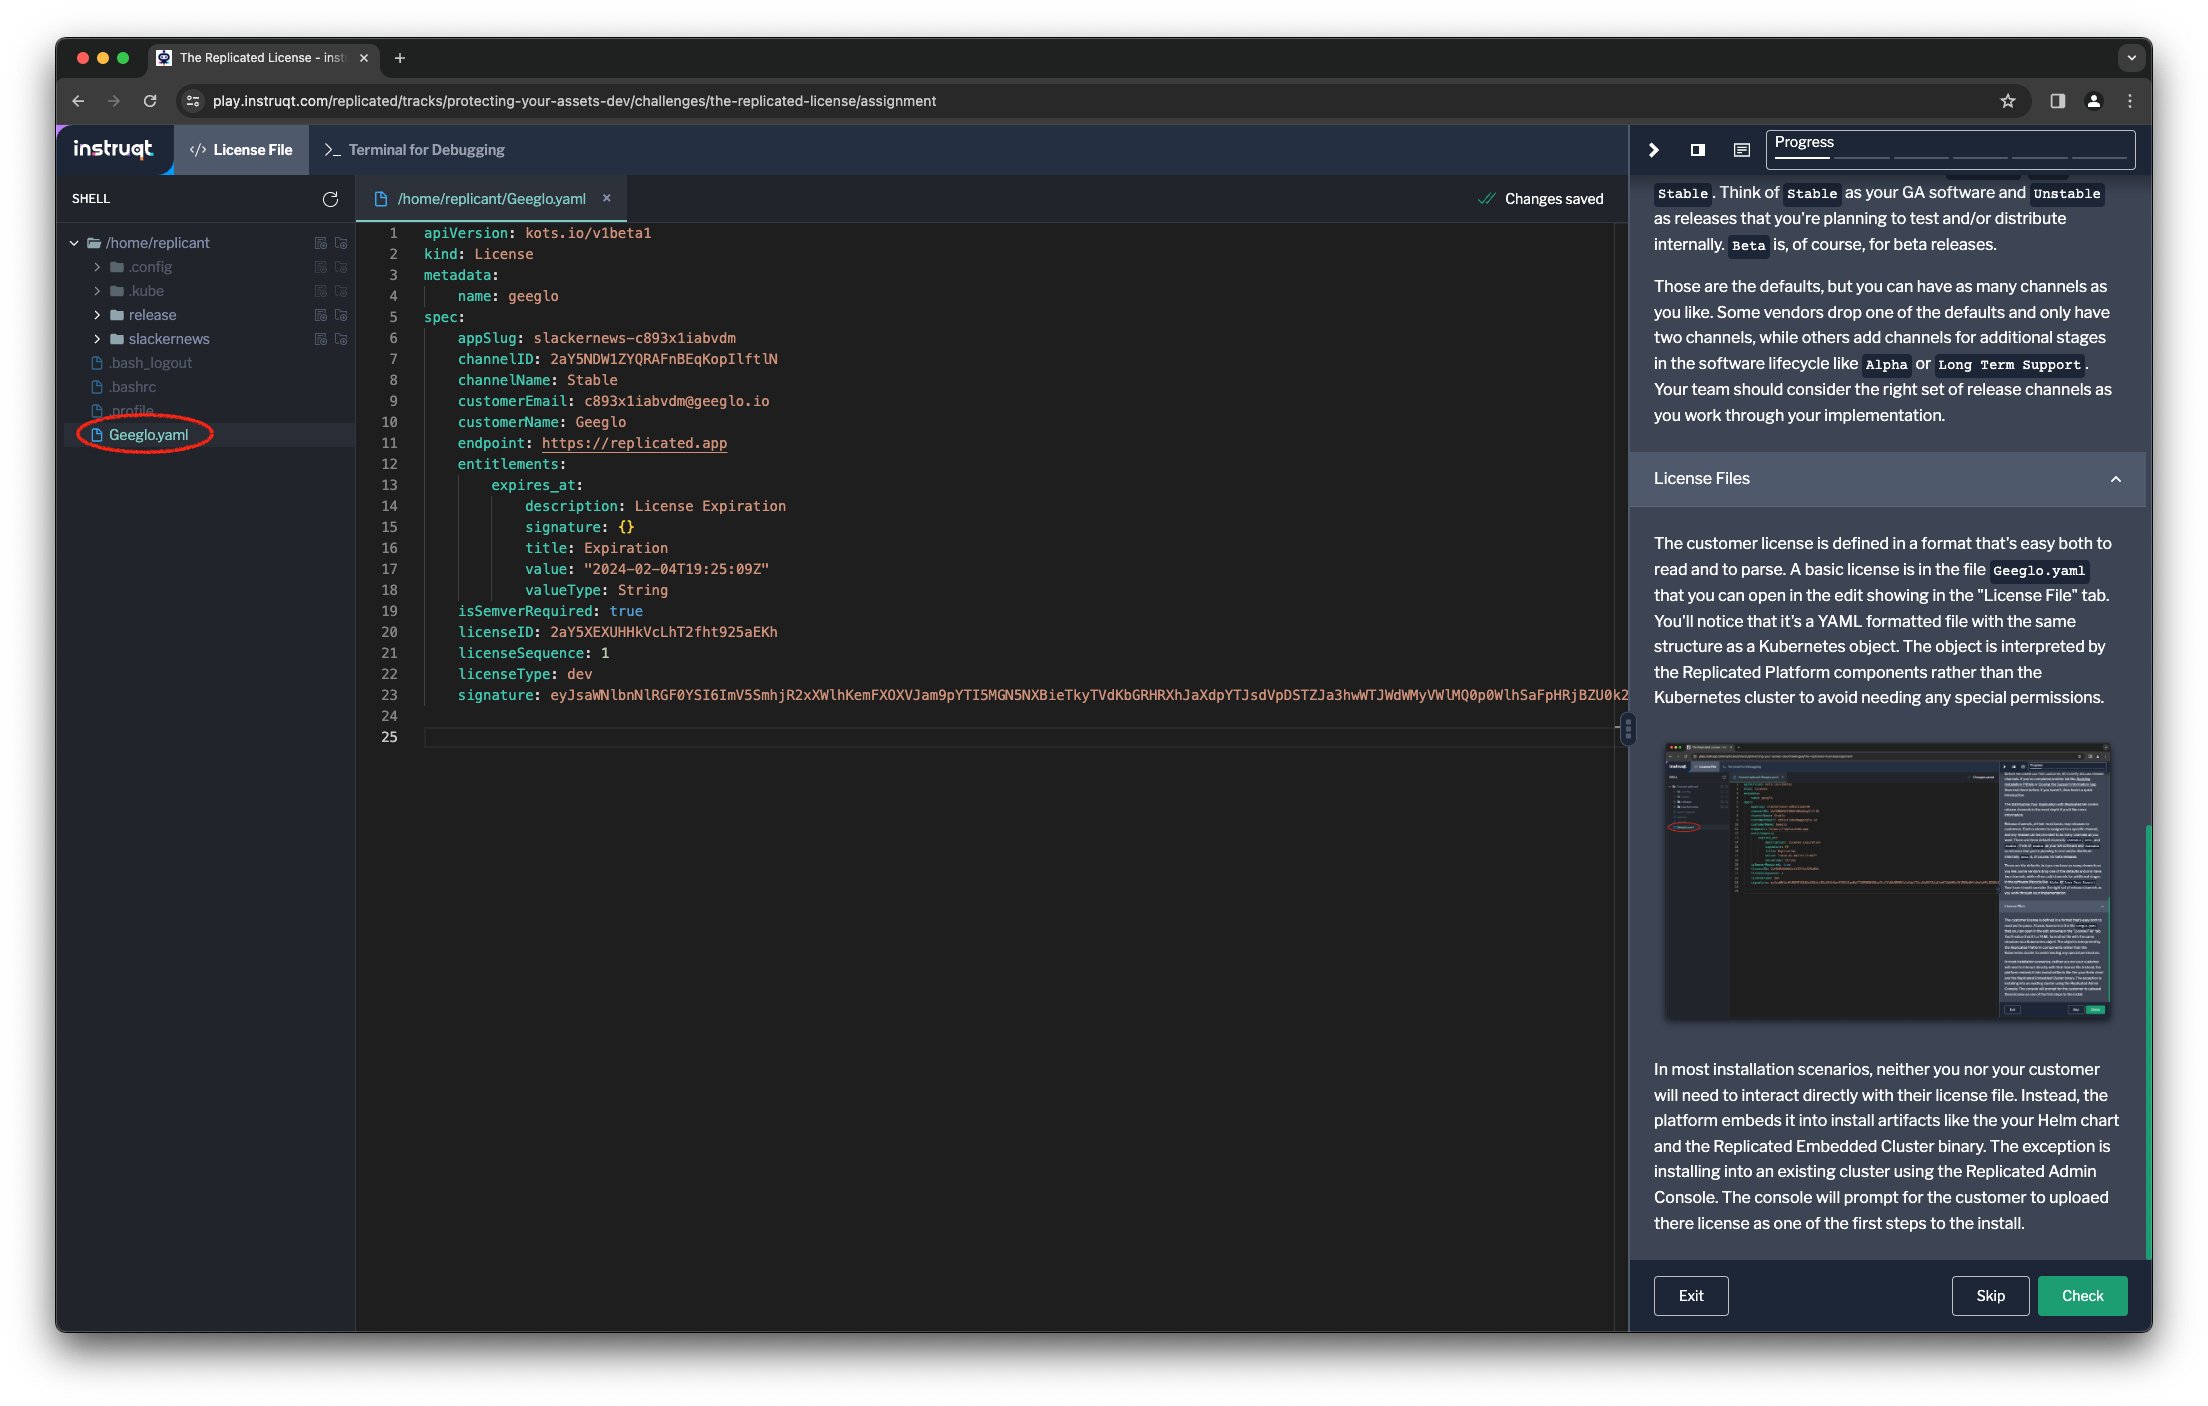 The Replicated License - inst
play.instruqt.com/replicated/tracks/protecting-your-assets-dev/challenges/the-replicated-license/assignment
instruqt
</> License File
>_ Terminal for Debugging
Progress
SHELL
/home/replicant/Geeglo.yaml
Changes saved
/home/replicant
.config
.kube
release
slackernews
.bash_logout
.bashrc
.profile
Geeglo.yaml
1 apiVersion: kots.io/v1beta1
2 kind: License
3 metadata:
4 name: geeglo
5 spec:
6 appSlug: slackernews-c893x1iabvdm
7 channelID: 2aY5NDW1ZYQRAFnBEqKopIlftlN
8 channelName: Stable
9 customerEmail: c893x1iabvdm@geeglo.io
10 customerName: Geeglo
11 endpoint: https://replicated.app
12 entitlements:
13 expires_at:
14 description: License Expiration
15 signature: {}
16 title: Expiration
17 value: "2024-02-04T19:25:09Z"
18 valueType: String
19 isSemverRequired: true
20 licenseID: 2aY5XEXUHHkVcLhT2fht925aEKh
21 licenseSequence: 1
22 licenseType: dev
23 signature: eyJsaWNlbnNlRGF0YSI6ImV5SmhjR2xXWlhKemFXOXVJam9pYTI5MGN5NXBieTkyTVdKbGRHRXhJaXdpYTJsdVpDSTZJa3hwWTJWdWMyVWlMQ0p0WlhSaFpHRjBZU0k2
24
25
Stable. Think of Stable as your GA software and Unstable
as releases that you're planning to test and/or distribute
internally. Beta is, of course, for beta releases.
Those are the defaults, but you can have as many channels as
you like. Some vendors drop one of the defaults and only have
two channels, while others add channels for additional stages
in the software lifecycle like Alpha or Long Term Support.
Your team should consider the right set of release channels as
you work through your implementation.
License Files
The customer license is defined in a format that's easy both to
read and to parse. A basic license is in the file Geeglo.yaml
that you can open in the edit showing in the "License File" tab.
You'll notice that it's a YAML formatted file with the same
structure as a Kubernetes object. The object is interpreted by
the Replicated Platform components rather than the
Kubernetes cluster to avoid needing any special permissions.
In most installation scenarios, neither you nor your customer
will need to interact directly with their license file. Instead, the
platform embeds it into install artifacts like the your Helm chart
and the Replicated Embedded Cluster binary. The exception is
installing into an existing cluster using the Replicated Admin
Console. The console will prompt for the customer to uploaed
there license as one of the first steps to the install.
Exit
Skip
Check